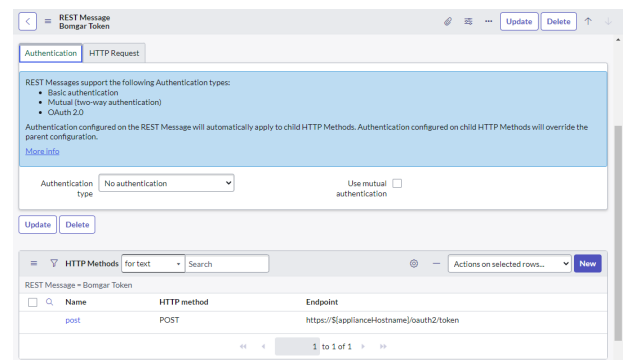 REST Message
Bomgar Token
Update
Delete
Authentication
HTTP Request
REST Messages support the following Authentication types:
• Basic authentication
• Mutual (two-way authentication)
• OAuth 2.0
Authentication configured on the REST Message will automatically apply to child HTTP Methods. Authentication configured on child HTTP Methods will override the
parent configuration.
More info
Authentication type
No authentication
Use mutual authentication
Update
Delete
HTTP Methods
for text
Search
Actions on selected rows...
New
REST Message = Bomgar Token
Name HTTP method Endpoint
post POST https://${applianceHostname}/oauth2/token
1 to 1 of 1